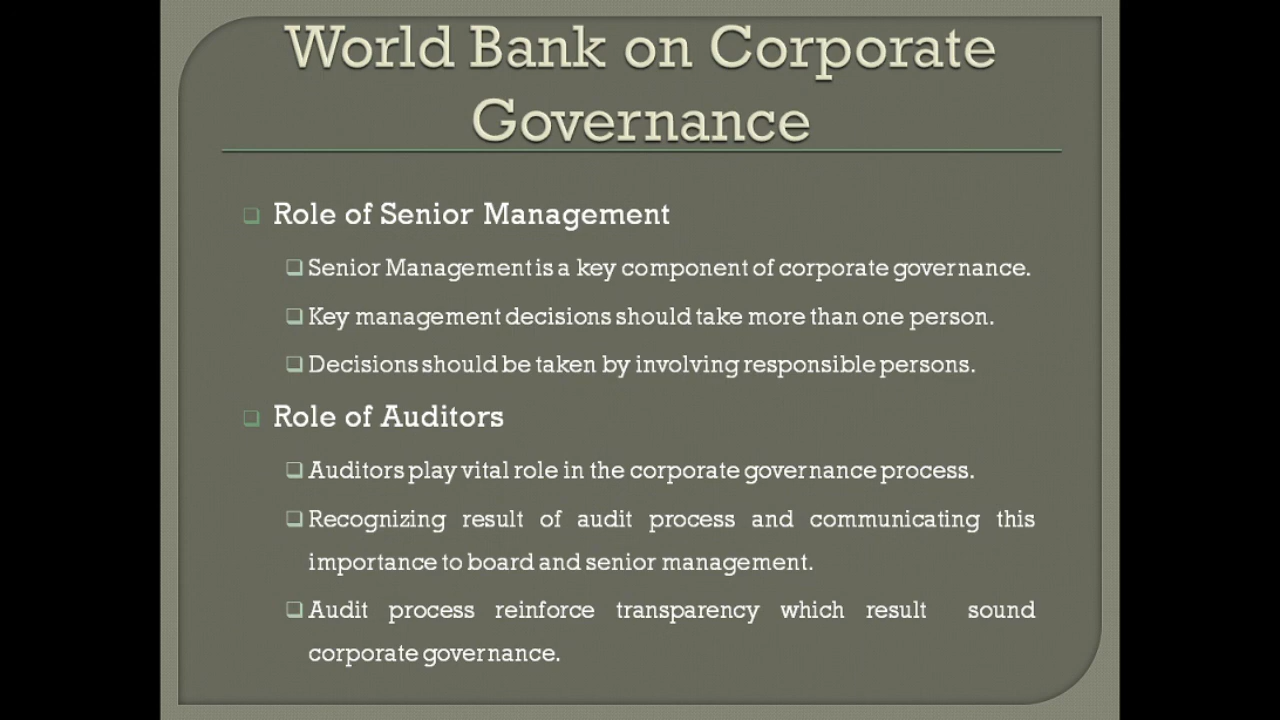 World Bank on Corporate
Governance
Role of Senior Management
Senior Management is a key component of corporate governance.
Key management decisions should take more than one person.
Decisions should be taken by involving responsible persons.
Role of Auditors
Auditors play vital role in the corporate governance process.
Recognizing result of audit process and communicating this
importance to board and senior management.
Audit process reinforce transparency which result sound
corporate governance.